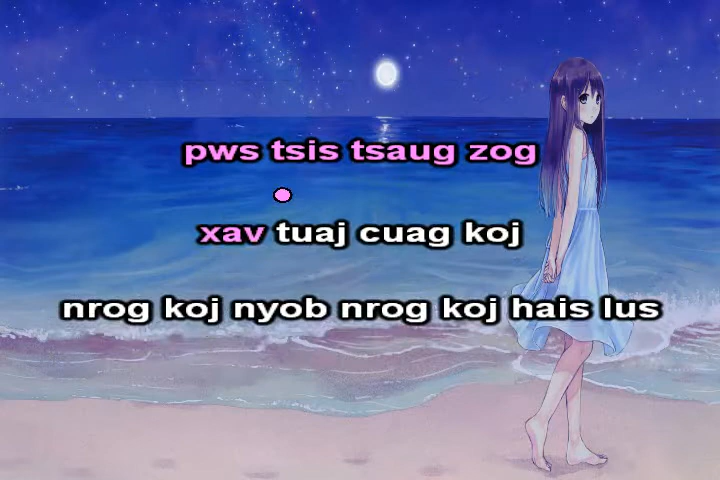 pws tsis tsaug zog
xav tuaj cuag koj
nrog koj nyob nrog koj hais lus